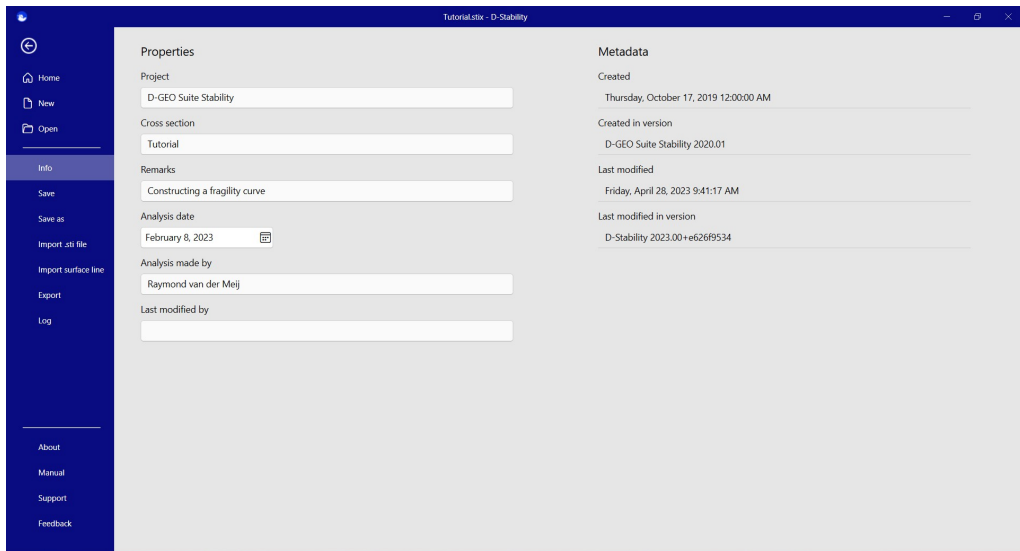 Tutorial.stix - D-Stability
Home
New
Open
Info
Save
Save as
Import .sti file
Import surface line
Export
Log
About
Manual
Support
Feedback
Properties
Project
D-GEO Suite Stability
Cross section
Tutorial
Remarks
Constructing a fragility curve
Analysis date
February 8, 2023
Analysis made by
Raymond van der Meij
Last modified by
Metadata
Created
Thursday, October 17, 2019 12:00:00 AM
Created in version
D-GEO Suite Stability 2020.01
Last modified
Friday, April 28, 2023 9:41:17 AM
Last modified in version
D-Stability 2023.00+e626f9534